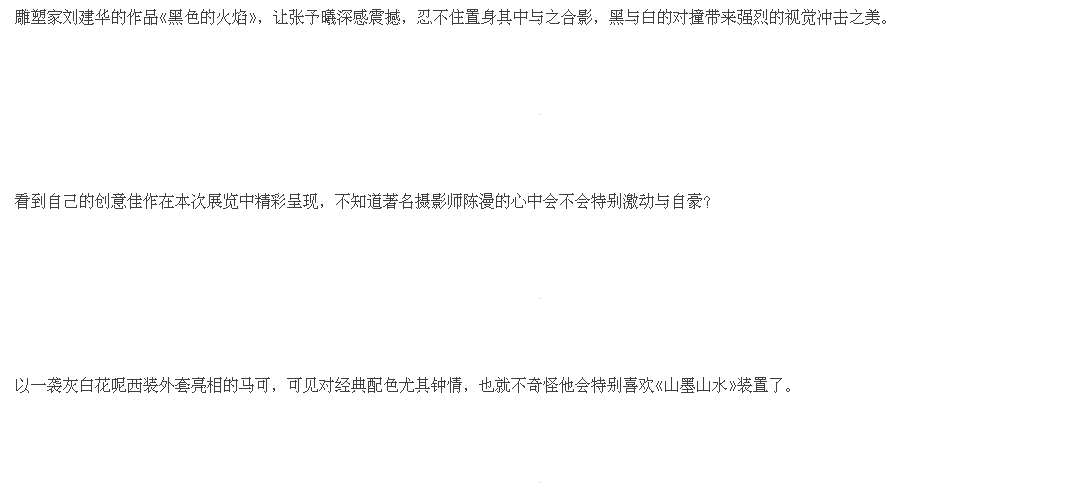 雕塑家刘建华的作品《黑色的火焰》，让张予曦深感震撼，忍不住置身其中与之合影，黑与白的对撞带来强烈的视觉冲击之美。
看到自己的创意佳作在本次展览中精彩呈现，不知道著名摄影师陈漫的心中会不会特别激动与自豪？
以一袭灰白花呢西装外套亮相的马可，可见对经典配色尤其钟情，也就不奇怪他会特别喜欢《山墨山水》装置了。